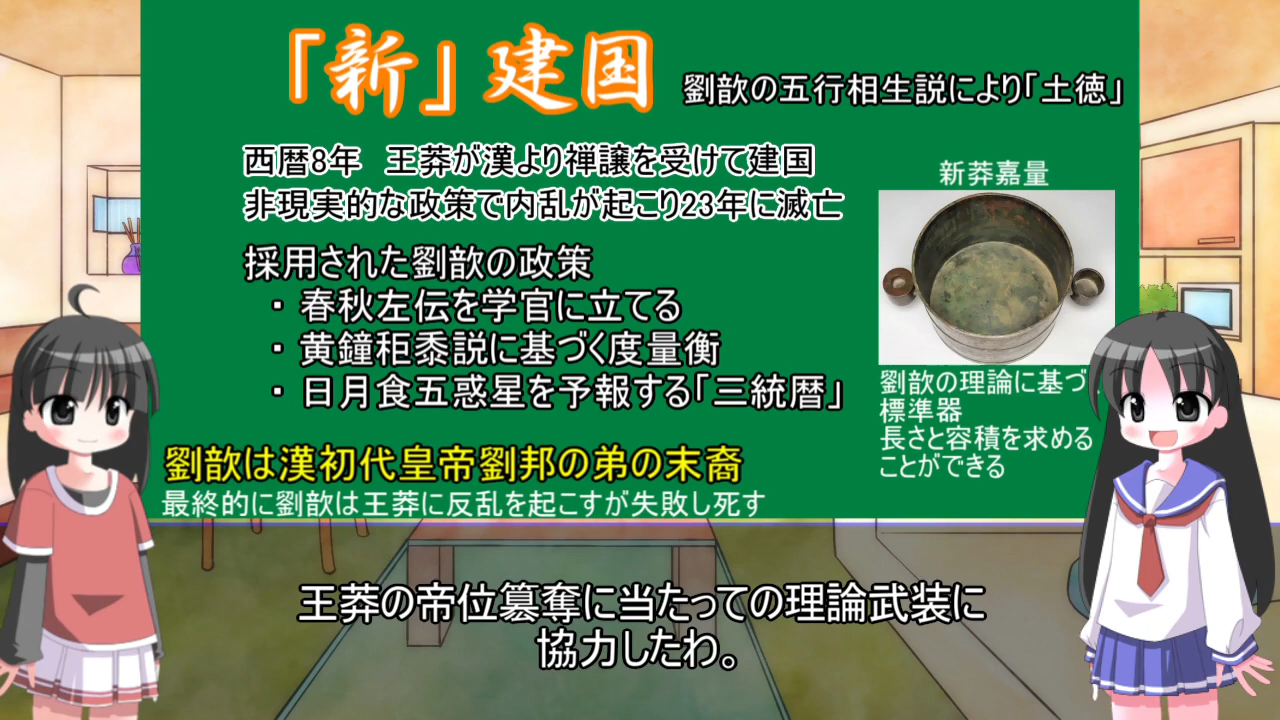 「新」建国
劉歆の五行相生説により「土徳」
西暦8年　王莽が漢より禅譲を受けて建国
非現実的な政策で内乱が起こり23年に滅亡
採用された劉歆の政策
・ 春秋左伝を学官に立てる
・ 黄鐘秬黍説に基づく度量衡
・ 日月食五惑星を予報する「三統暦」
新莽嘉量
劉歆の理論に基づ
標準器
長さと容積を求める
ことができる
劉歆は漢初代皇帝劉邦の弟の末裔
最終的に劉歆は王莽に反乱を起こすが失敗し死す
王莽の帝位簒奪に当たっての理論武装に
協力したわ。